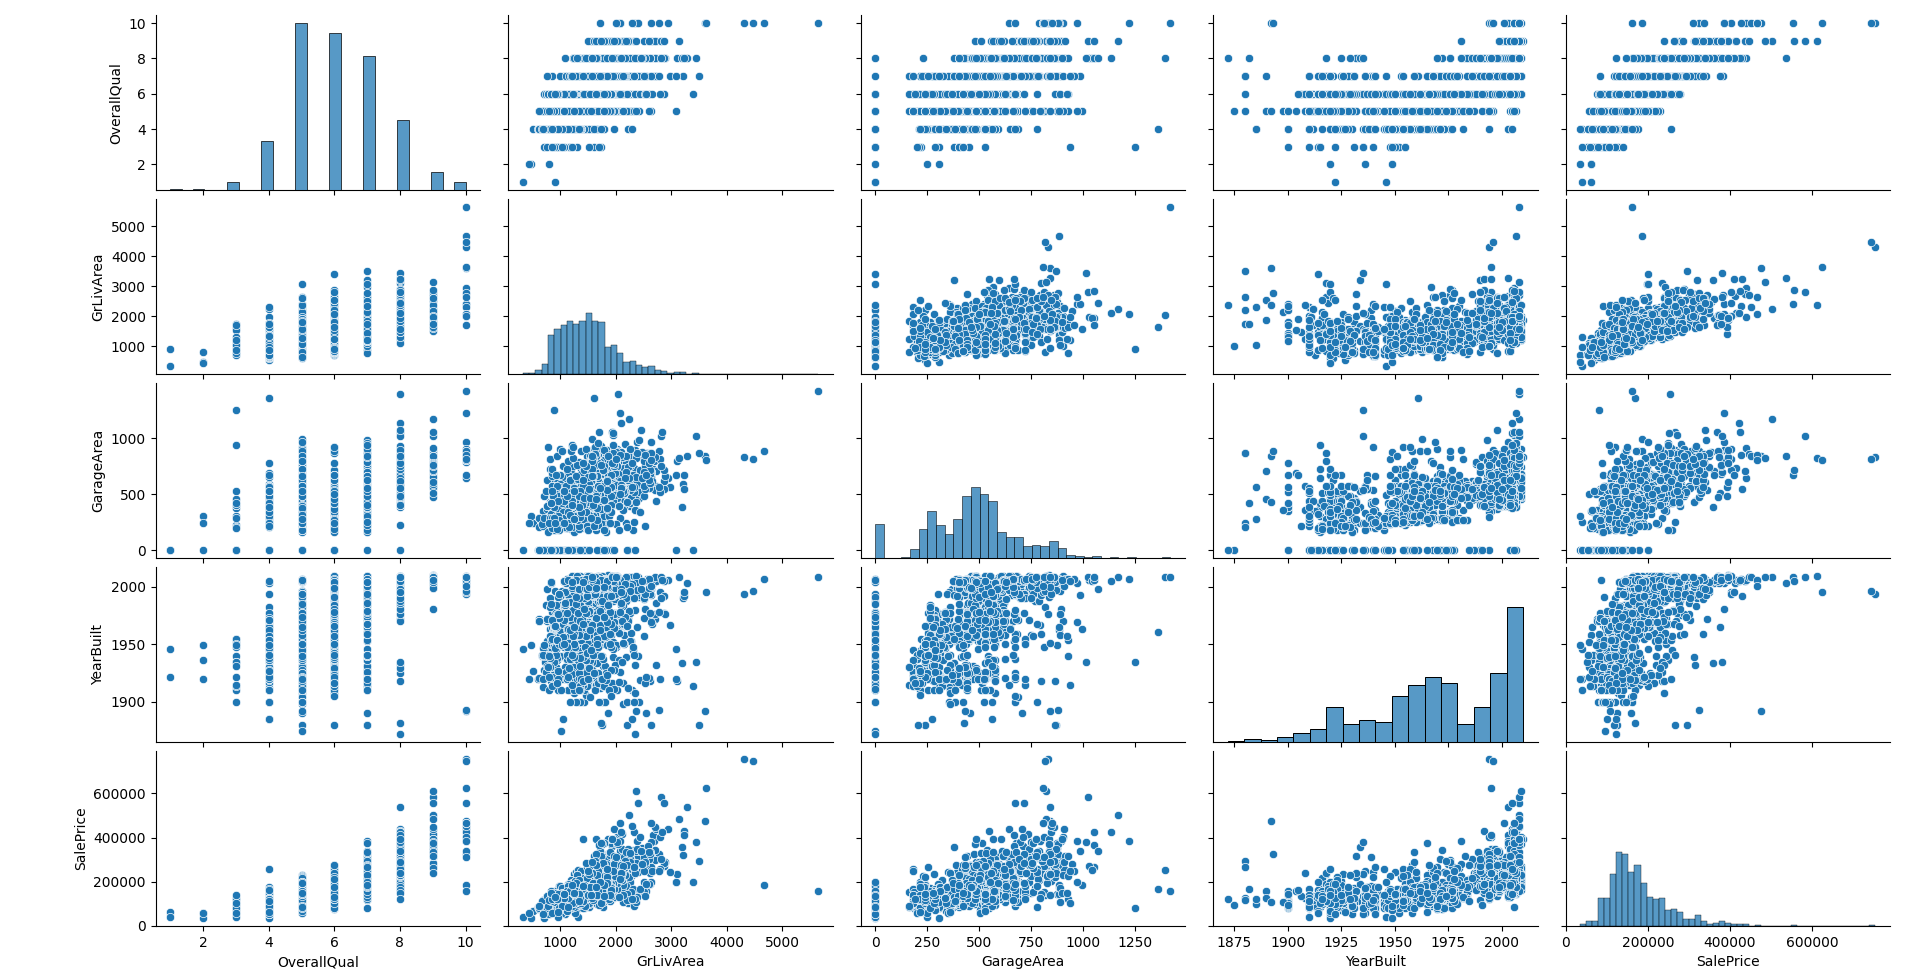 OverallQual
10
8
6
4
2
GrLivArea
5000
4000
3000
2000
1000
GarageArea
1000
500
0
YearBuilt
2000
1950
1900
SalePrice
600000
400000
200000
0
2 4 6 8 10
1000 2000 3000 4000 5000
0 250 500 750 1000 1250
1875 1900 1925 1950 1975 2000
0 200000 400000 600000
OverallQual GrLivArea GarageArea YearBuilt SalePrice